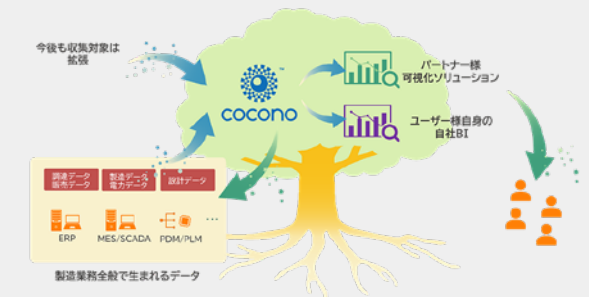 今後も収集対象は
拡張
cocono
™
パートナー様
可視化ソリューション
ユーザー様自身の
自社BI
調達データ
販売データ
製造データ
電力データ
設計データ
ERP
MES/SCADA
PDM/PLM
…
製造業務全般で生まれるデータ